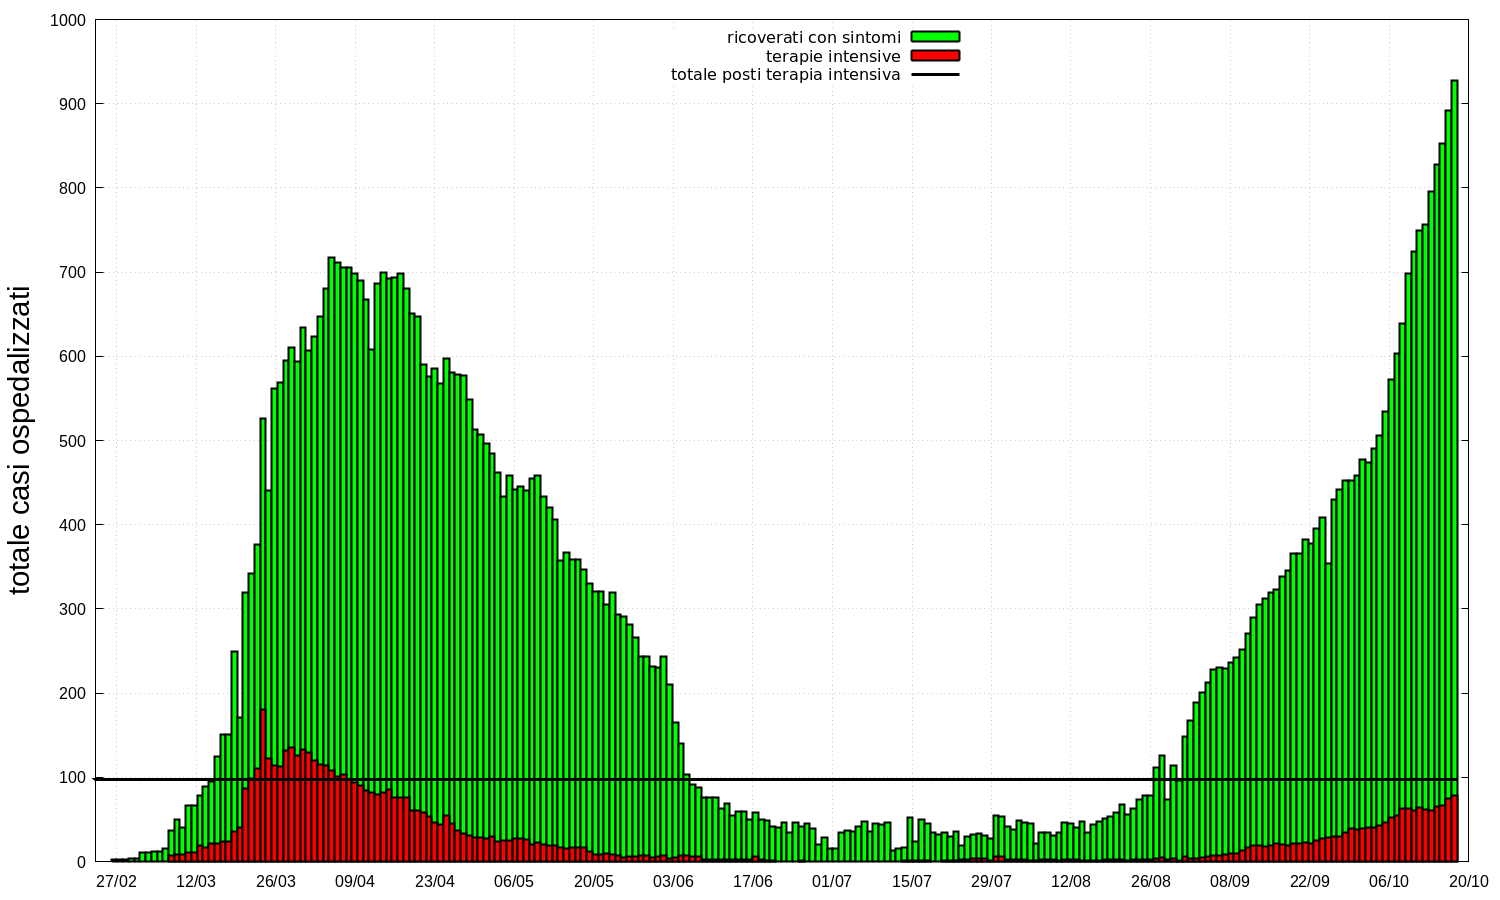 totale casi ospedalizzati
ricoverati con sintomi
terapie intensive
totale posti terapia intensiva
1000
900
800
700
600
500
400
300
200
100
0
27/02 12/03 26/03 09/04 23/04 06/05 20/05 03/06 17/06 01/07 15/07 29/07 12/08 26/08 08/09 22/09 06/10 20/10